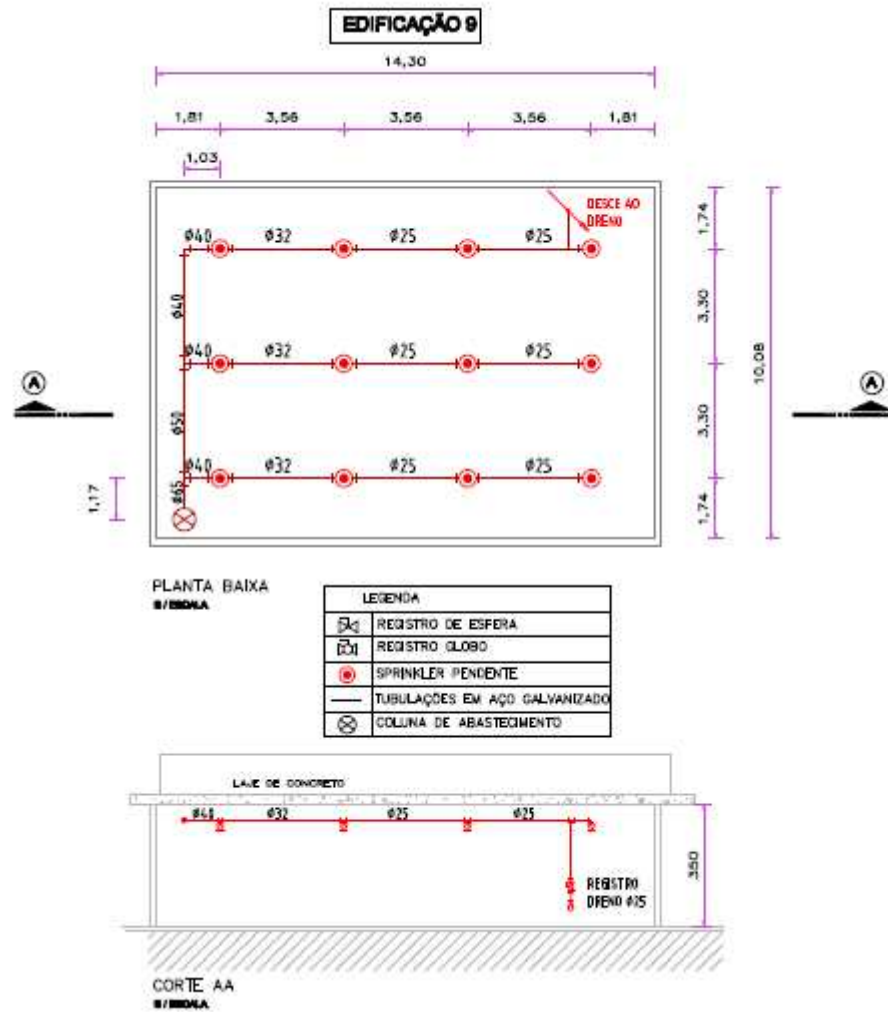 EDIFICAÇÃO 9
14,30
1,81 3,56 3,56 3,56 1,81
1,03
DESCE AO
DRENO
1,74
Ø40 Ø32 Ø25 Ø25
Ø40
3,30
10,08
Ø40 Ø32 Ø25 Ø25
A A
Ø50
3,30
Ø40 Ø32 Ø25 Ø25
1,17
Ø65
1,74
PLANTA BAIXA
S/ESCALA
LEGENDA
REGISTRO DE ESFERA
REGISTRO GLOBO
SPRINKLER PENDENTE
TUBULAÇÕES EM AÇO GALVANIZADO
COLUNA DE ABASTECIMENTO
LAJE DE CONCRETO
Ø40 Ø32 Ø25 Ø25
350
REGISTRO
DRENO Ø25
CORTE AA
S/ESCALA